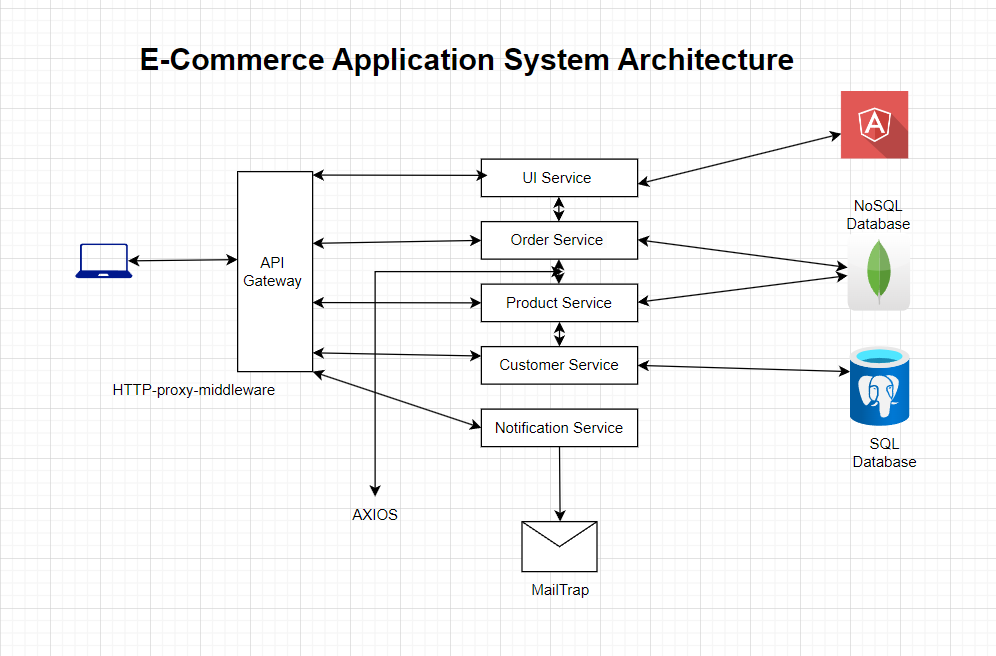 E-Commerce Application System Architecture
UI Service
NoSQL
Database
Order Service
API
Gateway
Product Service
Customer Service
HTTP-proxy-middleware
Notification Service
SQL
Database
AXIOS
MailTrap